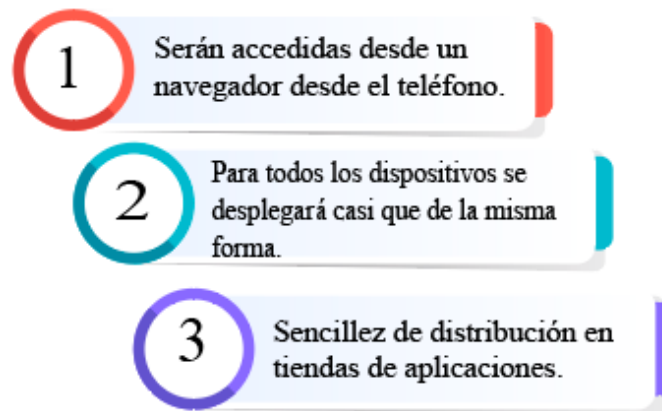 1
Serán accedidas desde un
navegador desde el teléfono.
2
Para todos los dispositivos se
desplegará casi que de la misma
forma.
3
Sencillez de distribución en
tiendas de aplicaciones.